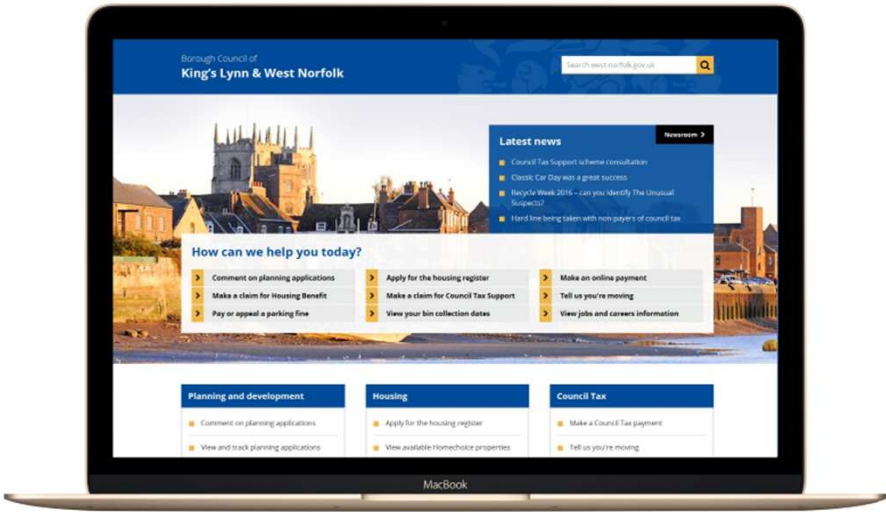 Borough Council of
King's Lynn & West Norfolk
Search west-norfolk.gov.uk
Latest news
Newsroom
Council Tax Support scheme consultation
Classic Car Day was a great success
Recycle Week 2016 – can you identify The Unusual
Suspects?
Hard line being taken with non-payers of council tax
How can we help you today?
Comment on planning applications
Apply for the housing register
Make an online payment
Make a claim for Housing Benefit
Make a claim for Council Tax Support
Tell us you're moving
Pay or appeal a parking fine
View your bin collection dates
View jobs and careers information
Planning and development
Housing
Council Tax
Comment on planning applications
Apply for the housing register
Make a Council Tax payment
View and track planning applications
View available Homechoice properties
Tell us you're moving
MacBook